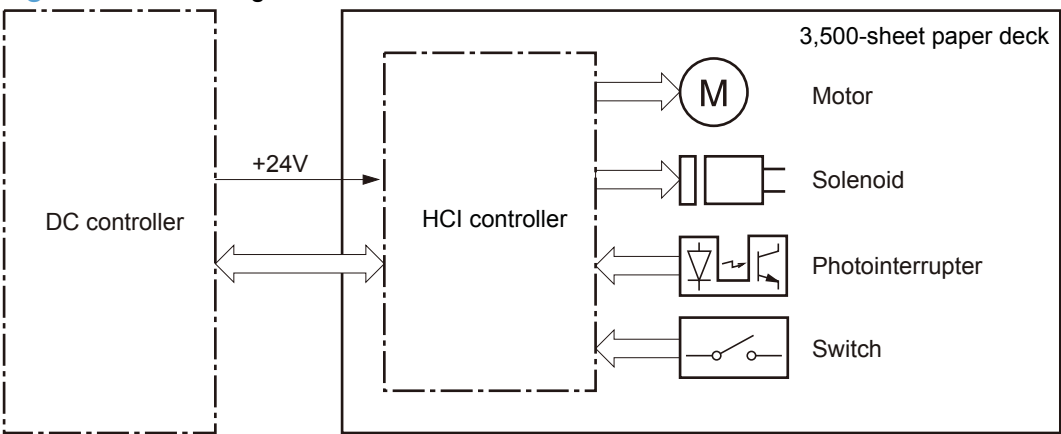 3,500-sheet paper deck
M
Motor
+24V
Solenoid
DC controller
HCI controller
Photointerrupter
Switch